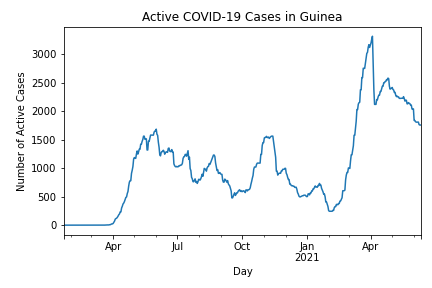 Active COVID-19 Cases in Guinea
Number of Active Cases
3000
2500
2000
1500
1000
500
0
Apr
Jul
Oct
Jan
2021
Apr
Day